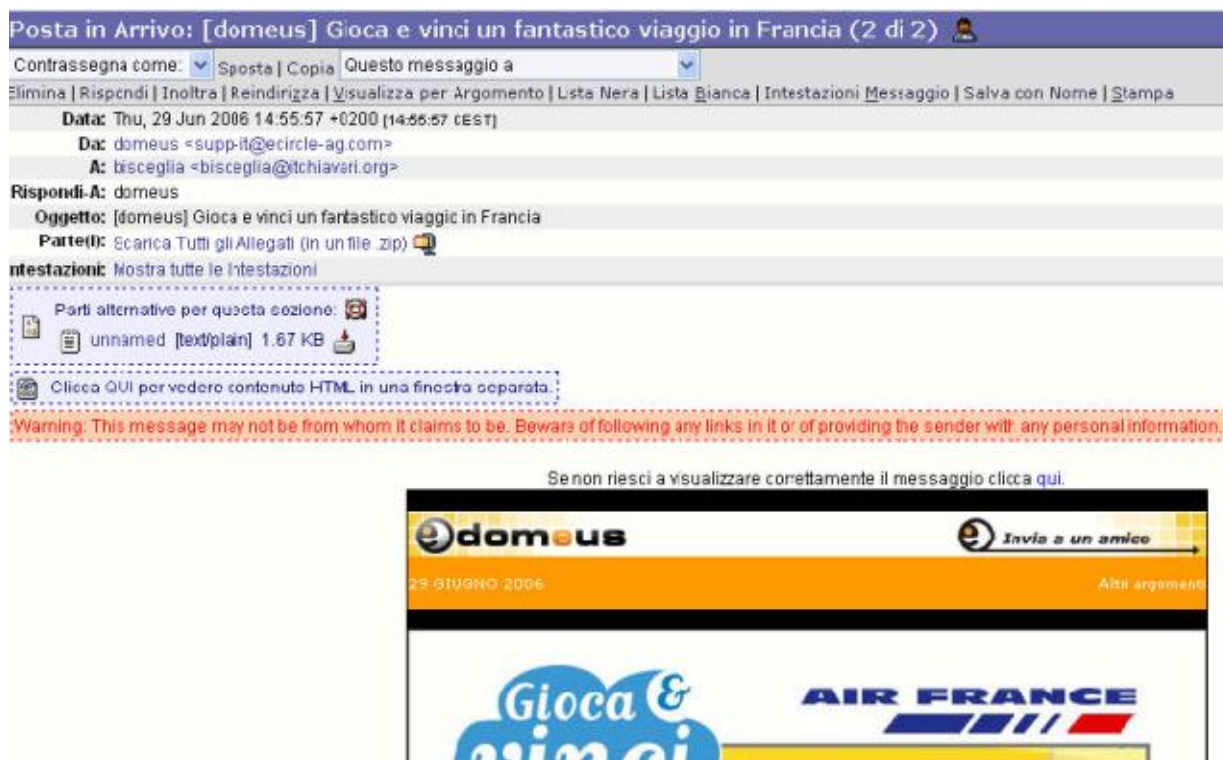 Posta in Arrivo: [domeus] Gioca e vinci un fantastico viaggio in Francia (2 di 2)
Contrassegna come: Sposta | Copia Questo messaggio a
Elimina | Rispondi | Inoltra | Reindirizza | Visualizza per Argomento | Lista Nera | Lista Bianca | Intestazioni Messaggio | Salva con Nome | Stampa
Data: Thu, 29 Jun 2006 14:55:57 +0200 [14:55:57 CEST]
Da: domeus <supp-it@ecircle-ag.com>
A: bisceglia <bisceglia@itchiavari.org>
Rispondi-A: domeus
Oggetto: [domeus] Gioca e vinci un fantastico viaggio in Francia
Parte(I): Scarica Tutti gli Allegati (in un file .zip)
ntestazioni: Mostra tutte le Intestazioni
Parti alternative per questa sezione:
unnamed [text/plain] 1.67 KB
Clicca QUI per vedere contenuto HTML in una finestra separata.
Warning: This message may not be from whom it claims to be. Beware of following any links in it or of providing the sender with any personal information.
Se non riesci a visualizzare correttamente il messaggio clicca qui.
domeus Invia a un amico
29 GIUGNO 2006 Altri argomenti
Gioca & AIR FRANCE
vinci